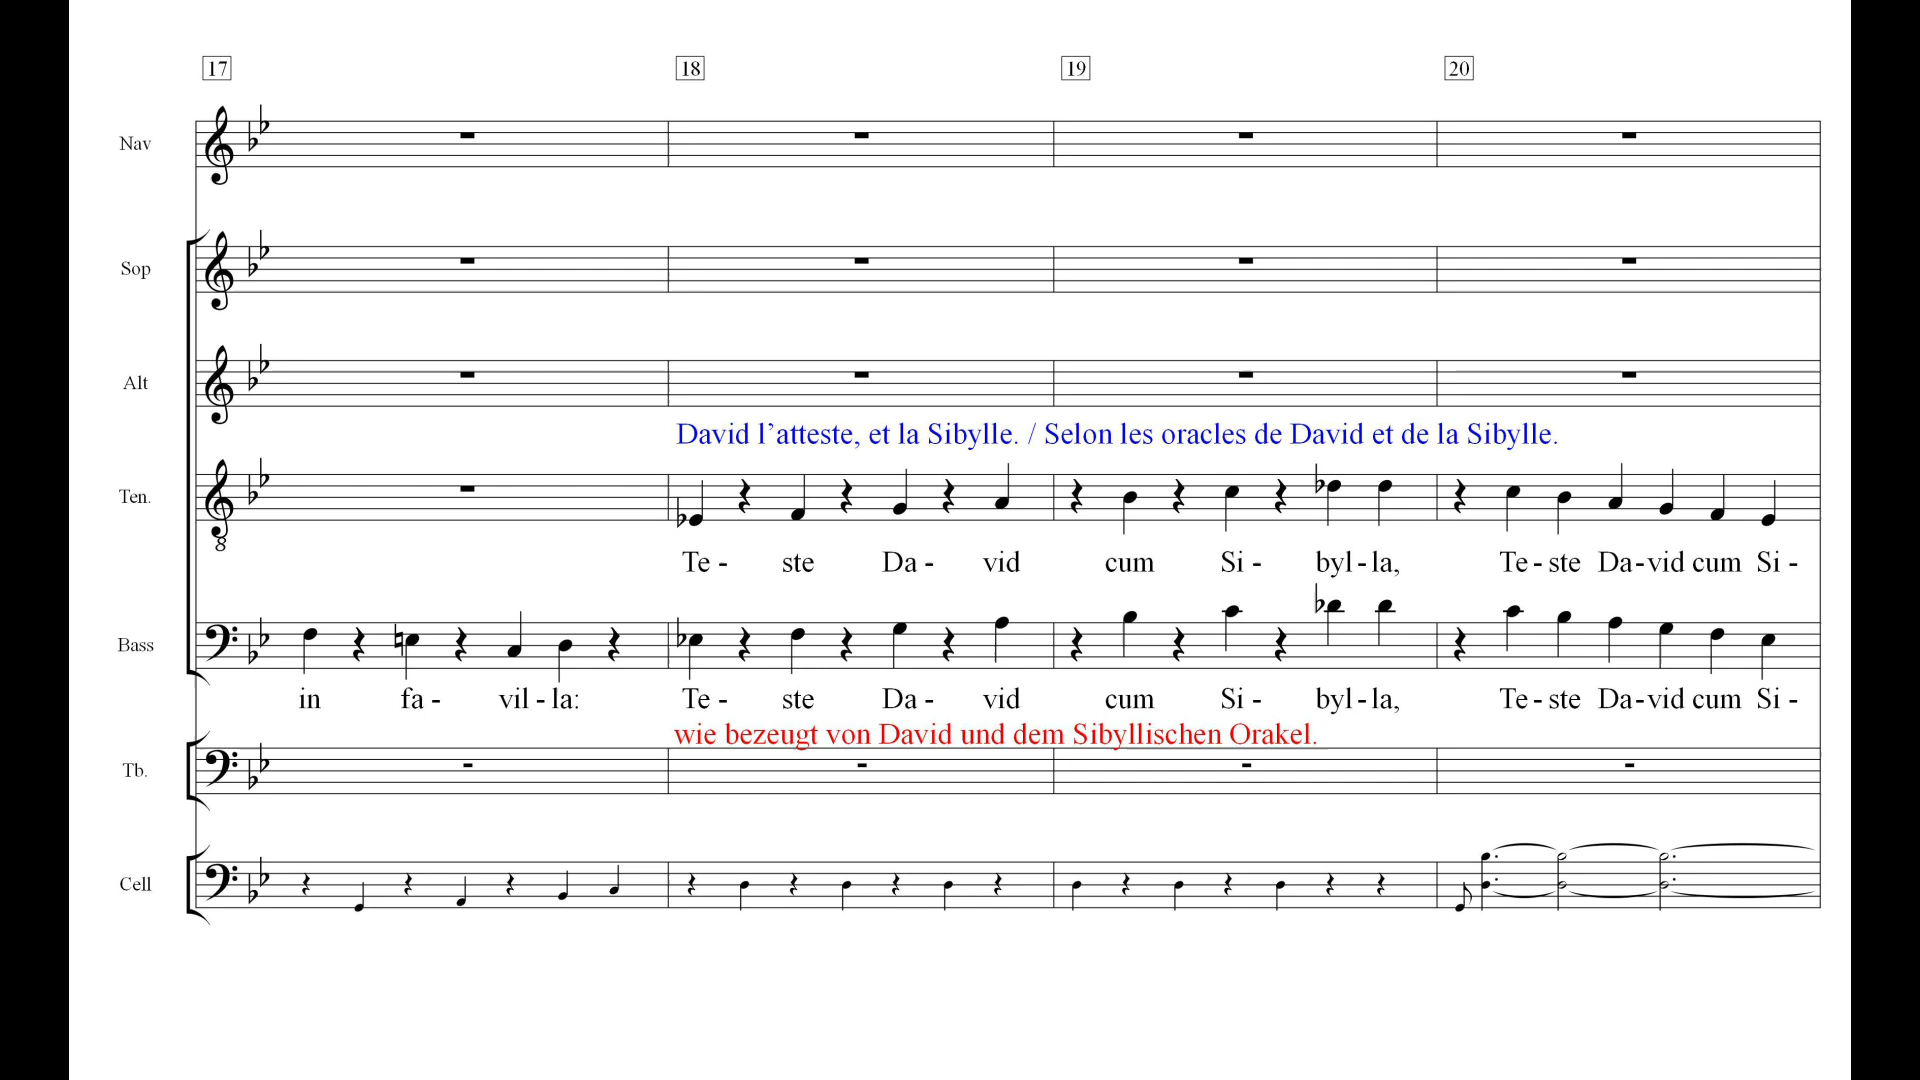 17 18 19 20
Nav
Sop
Alt
David l’atteste, et la Sibylle. / Selon les oracles de David et de la Sibylle.
Ten.
8
Te - ste Da - vid cum Si - byl - la, Te - ste Da - vid cum Si -
Bass
in fa - vil - la: Te - ste Da - vid cum Si - byl - la, Te - ste Da - vid cum Si -
wie bezeugt von David und dem Sibyllischen Orakel.
Tb.
Cell